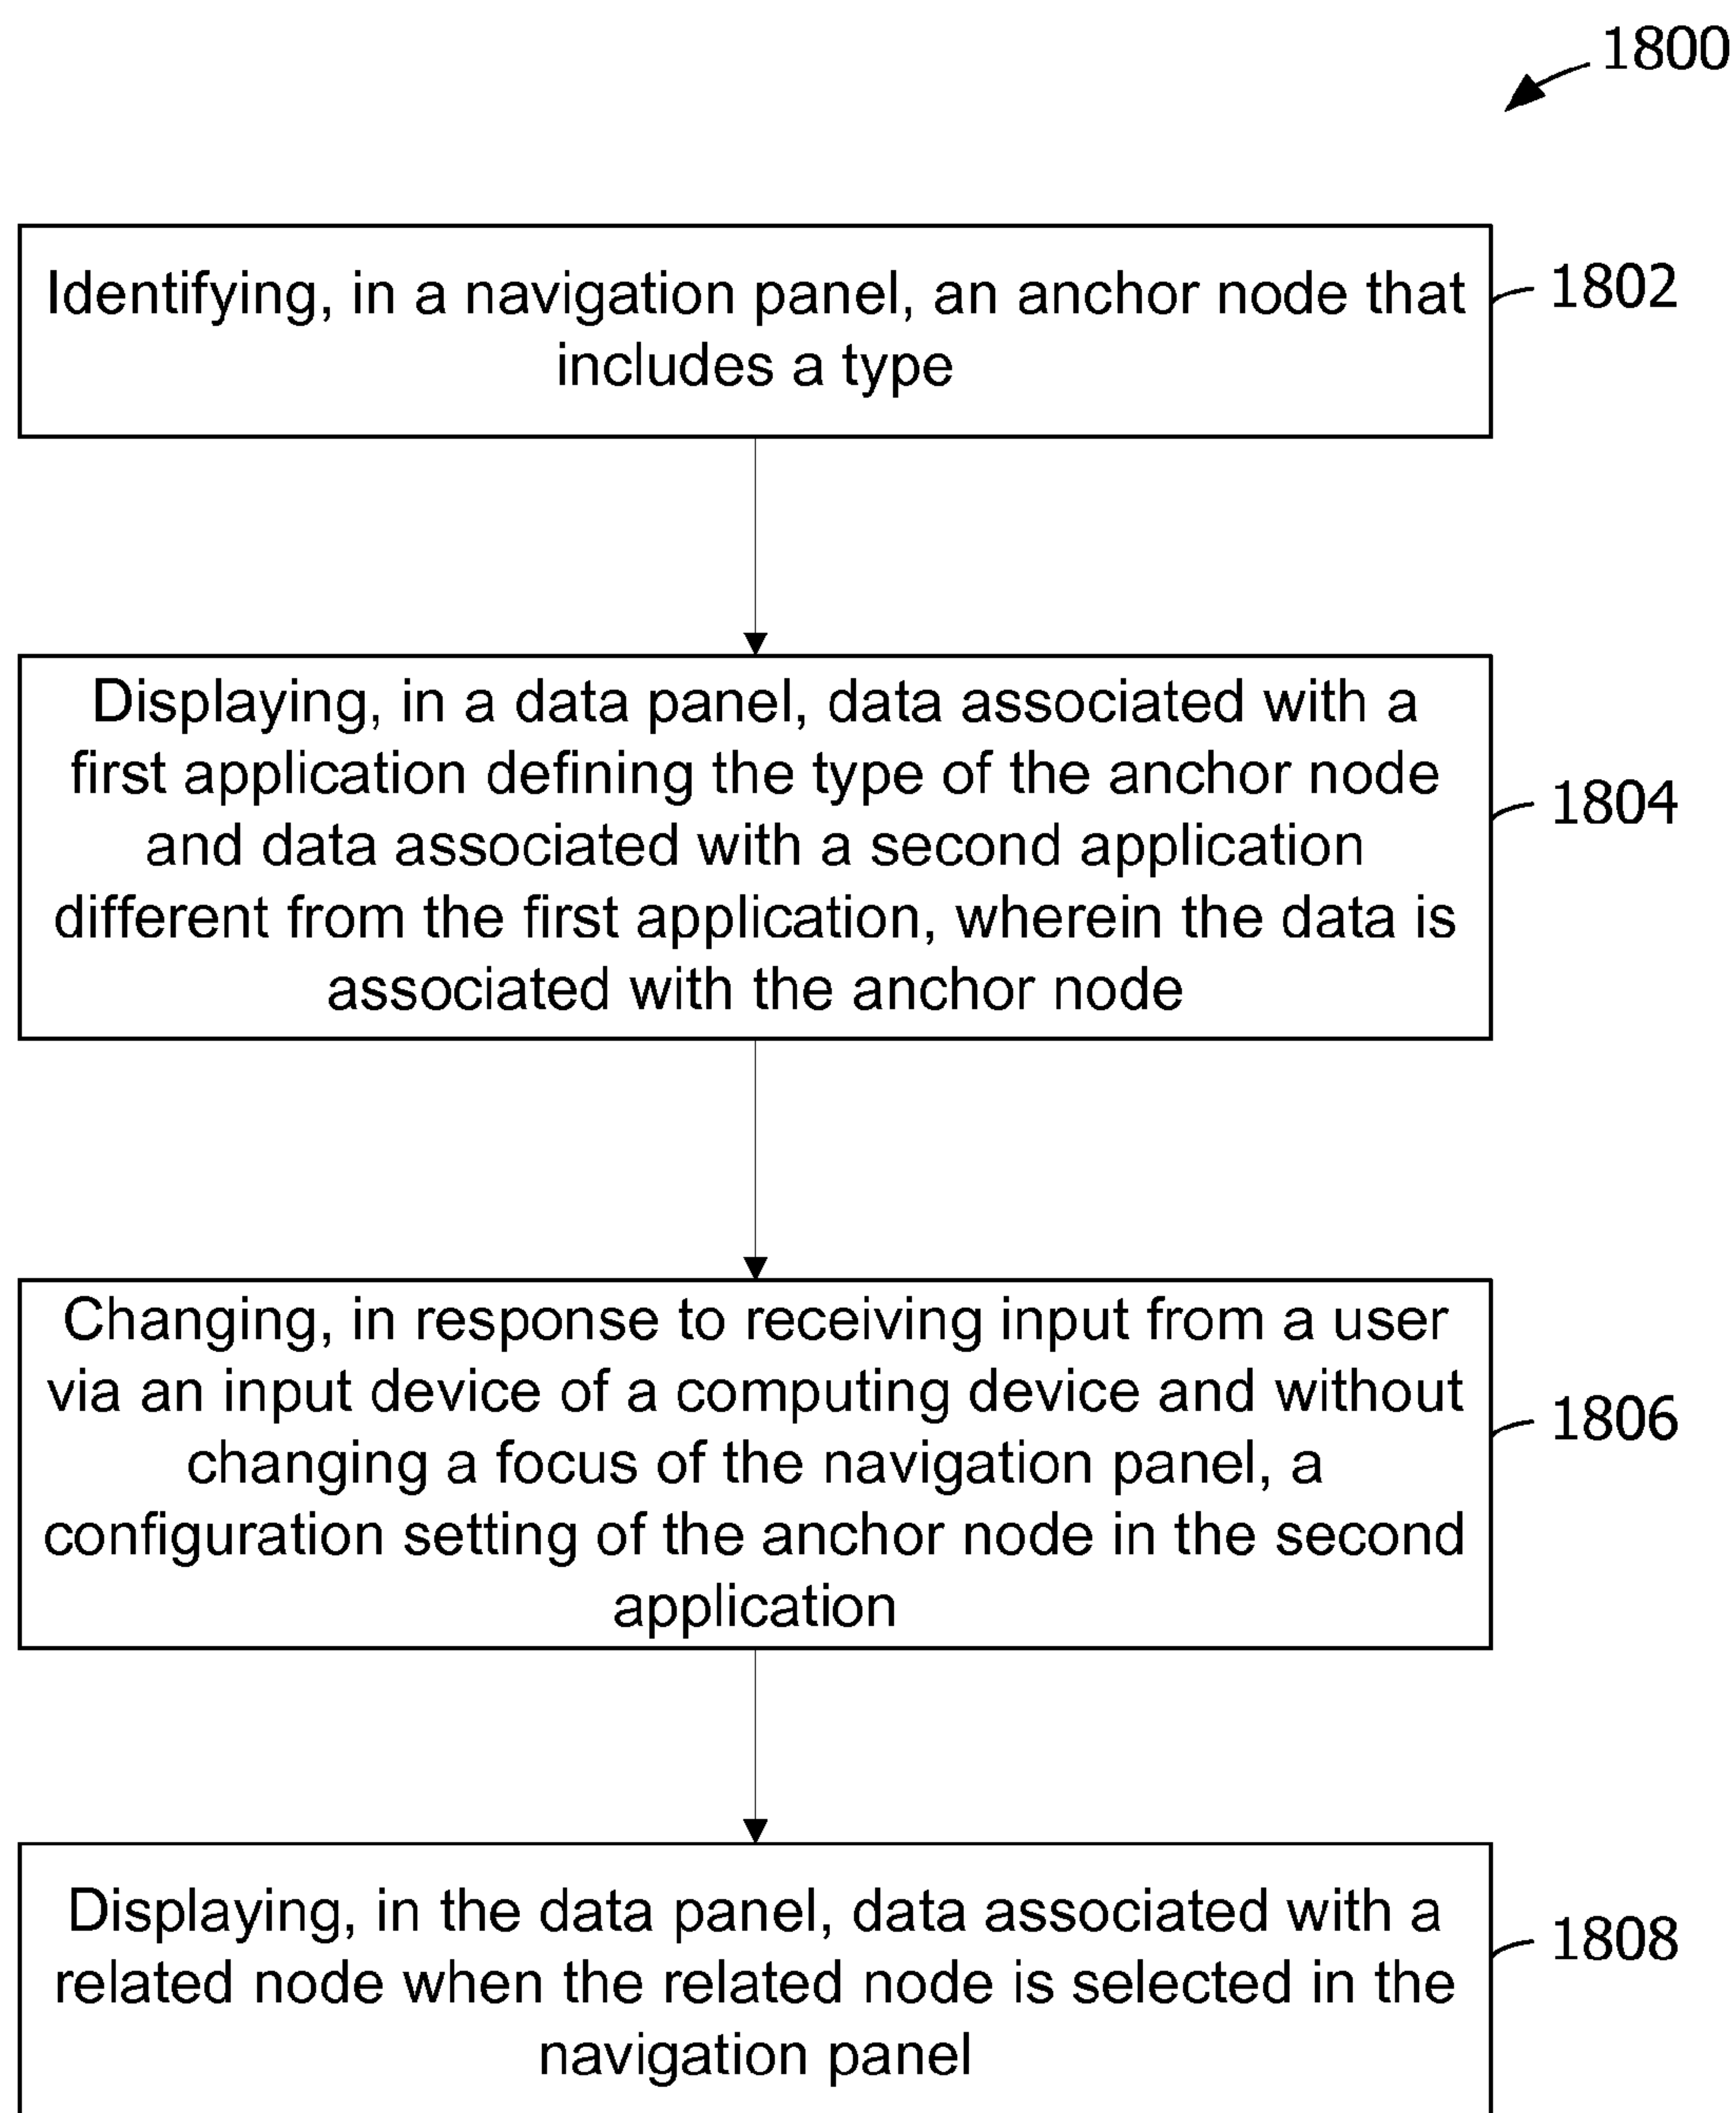 1800
Identifying, in a navigation panel, an anchor node that
includes a type
1802
Displaying, in a data panel, data associated with a
first application defining the type of the anchor node
and data associated with a second application
different from the first application, wherein the data is
associated with the anchor node
1804
Changing, in response to receiving input from a user
via an input device of a computing device and without
changing a focus of the navigation panel, a
configuration setting of the anchor node in the second
application
1806
Displaying, in the data panel, data associated with a
related node when the related node is selected in the
navigation panel
1808